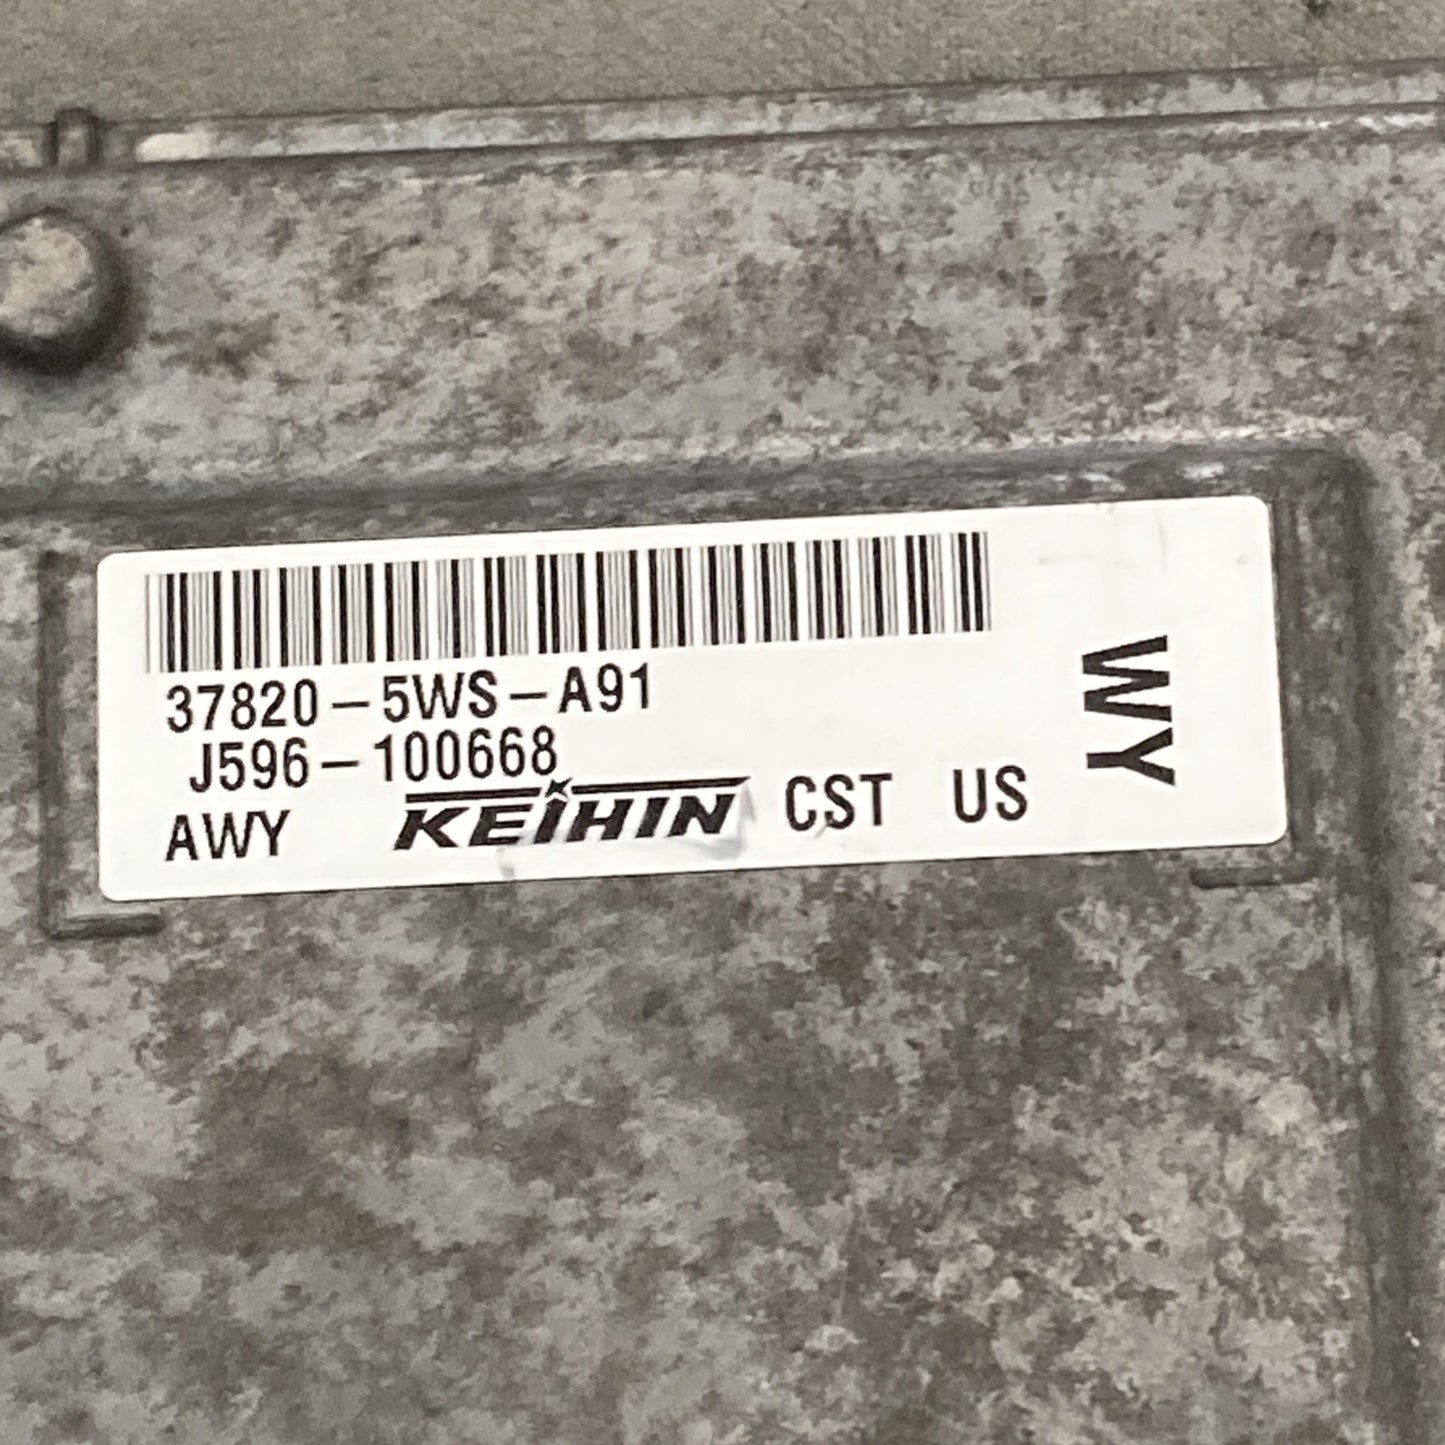 37820-5WS-A91
J596-100668
AWY KEIHIN CST US
WY